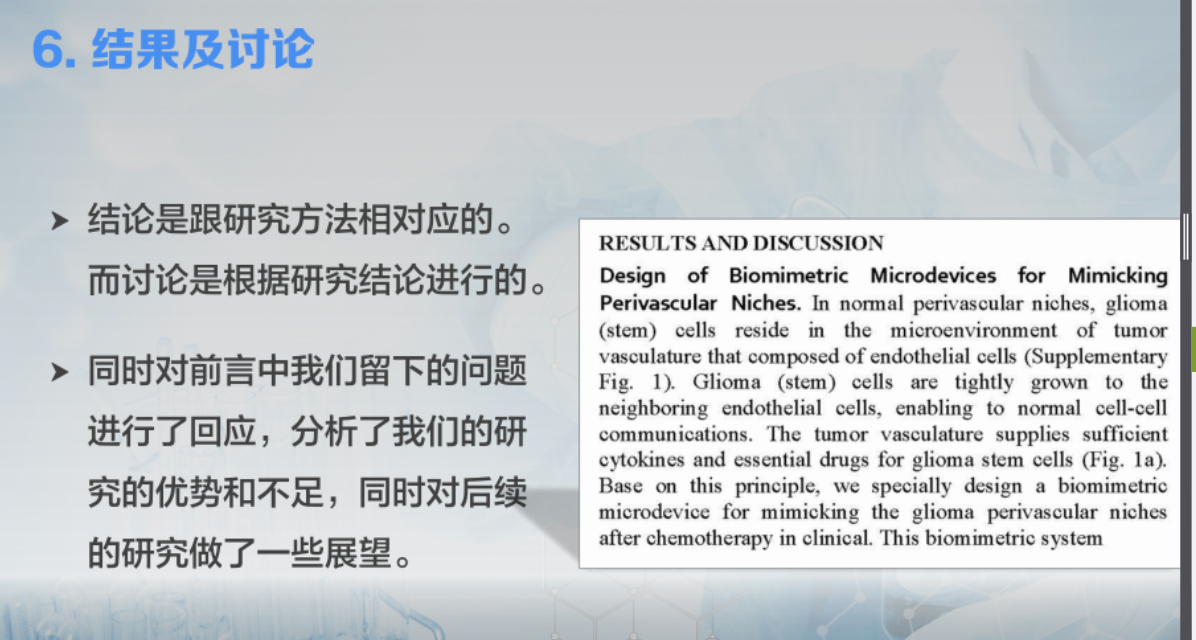 6. 结果及讨论
结论是跟研究方法相对应的。
而讨论是根据研究结论进行的。
同时对前言中我们留下的问题
进行了回应，分析了我们的研
究的优势和不足，同时对后续
的研究做了一些展望。
RESULTS AND DISCUSSION
Design of Biomimetric Microdevices for Mimicking
Perivascular Niches. In normal perivascular niches, glioma
(stem) cells reside in the microenvironment of tumor
vasculature that composed of endothelial cells (Supplementary
Fig. 1). Glioma (stem) cells are tightly grown to the
neighboring endothelial cells, enabling to normal cell-cell
communications. The tumor vasculature supplies sufficient
cytokines and essential drugs for glioma stem cells (Fig. 1a).
Base on this principle, we specially design a biomimetric
microdevice for mimicking the glioma perivascular niches
after chemotherapy in clinical. This biomimetric system